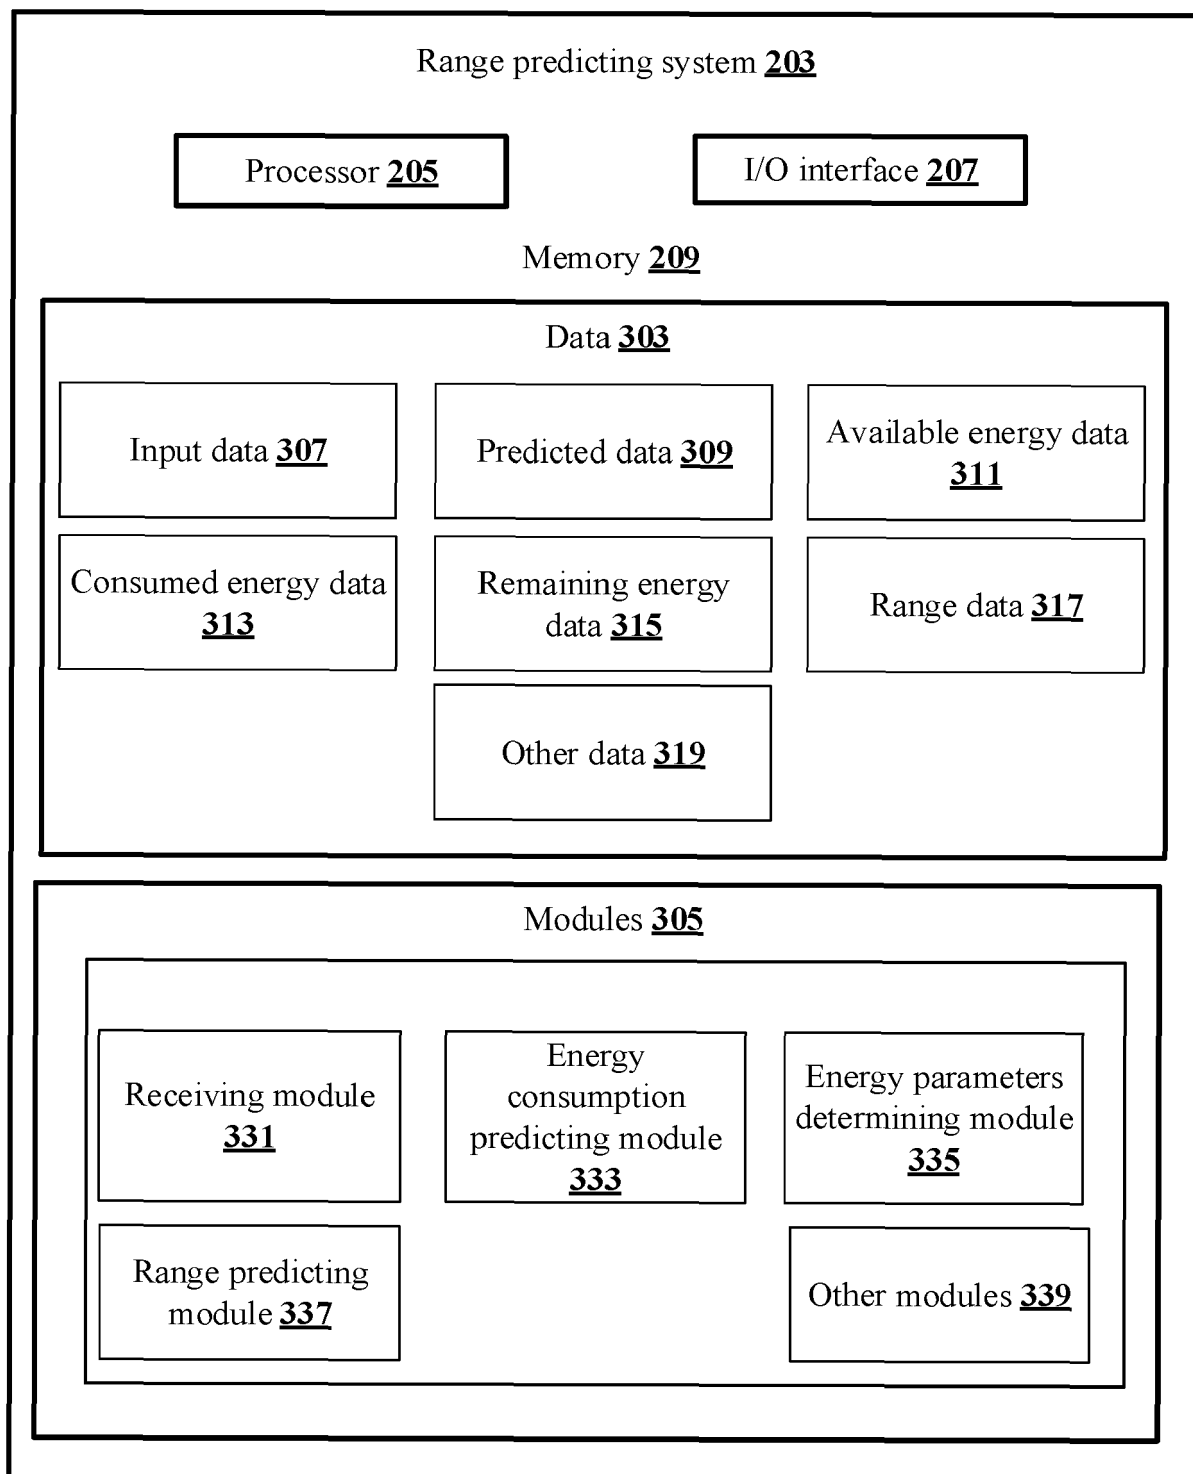 Range predicting system 203
Processor 205
I/O interface 207
Memory 209
Data 303
Input data 307
Predicted data 309
Available energy data
311
Consumed energy data
313
Remaining energy
data 315
Range data 317
Other data 319
Modules 305
Receiving module
331
Energy
consumption
predicting module
333
Energy parameters
determining module
335
Range predicting
module 337
Other modules 339